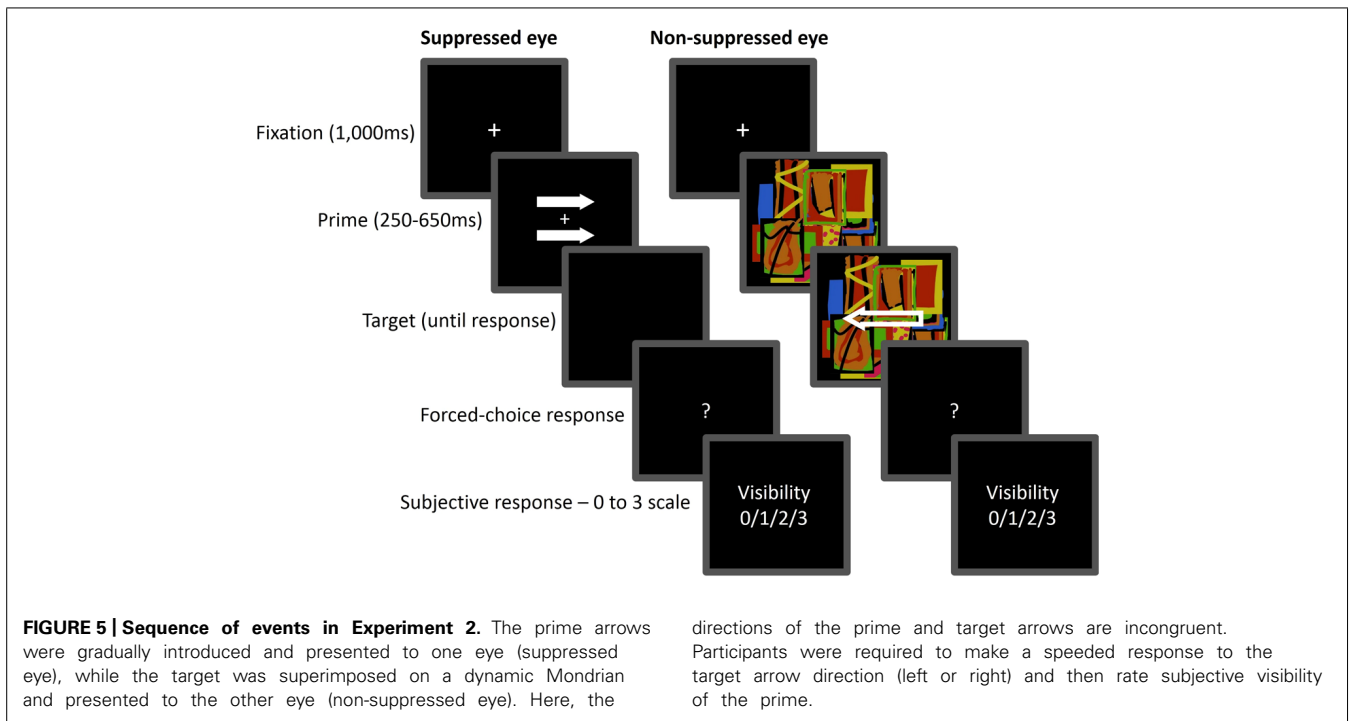 Suppressed eye
Non-suppressed eye
Fixation (1,000ms)
+
+
Prime (250-650ms)
+
Target (until response)
Forced-choice response
?
?
Subjective response – 0 to 3 scale
Visibility
0/1/2/3
Visibility
0/1/2/3
FIGURE 5 | Sequence of events in Experiment 2. The prime arrows
were gradually introduced and presented to one eye (suppressed
eye), while the target was superimposed on a dynamic Mondrian
and presented to the other eye (non-suppressed eye). Here, the
directions of the prime and target arrows are incongruent.
Participants were required to make a speeded response to the
target arrow direction (left or right) and then rate subjective visibility
of the prime.